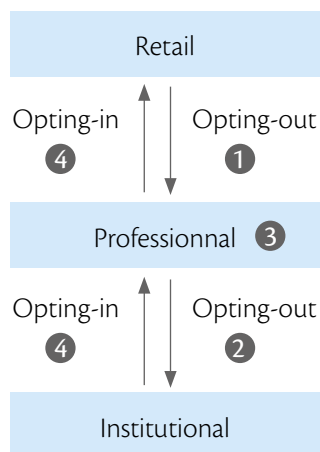 Retail
Opting-in
4
Opting-out
1
Professionnal 3
Opting-in
4
Opting-out
2
Institutional